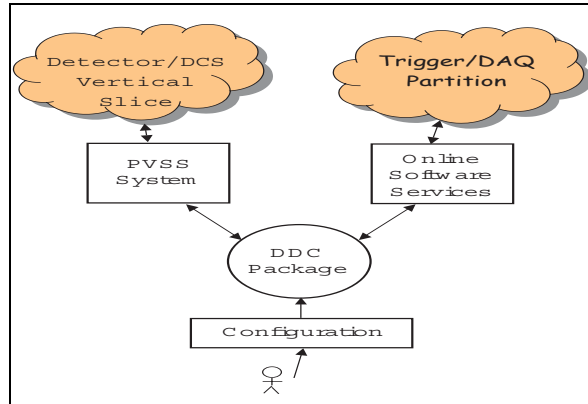 Detector/DCS
Vertical
Slice
Trigger/DAQ
Partition
PVSS
System
Online
Software
Services
DDC
Package
Configuration